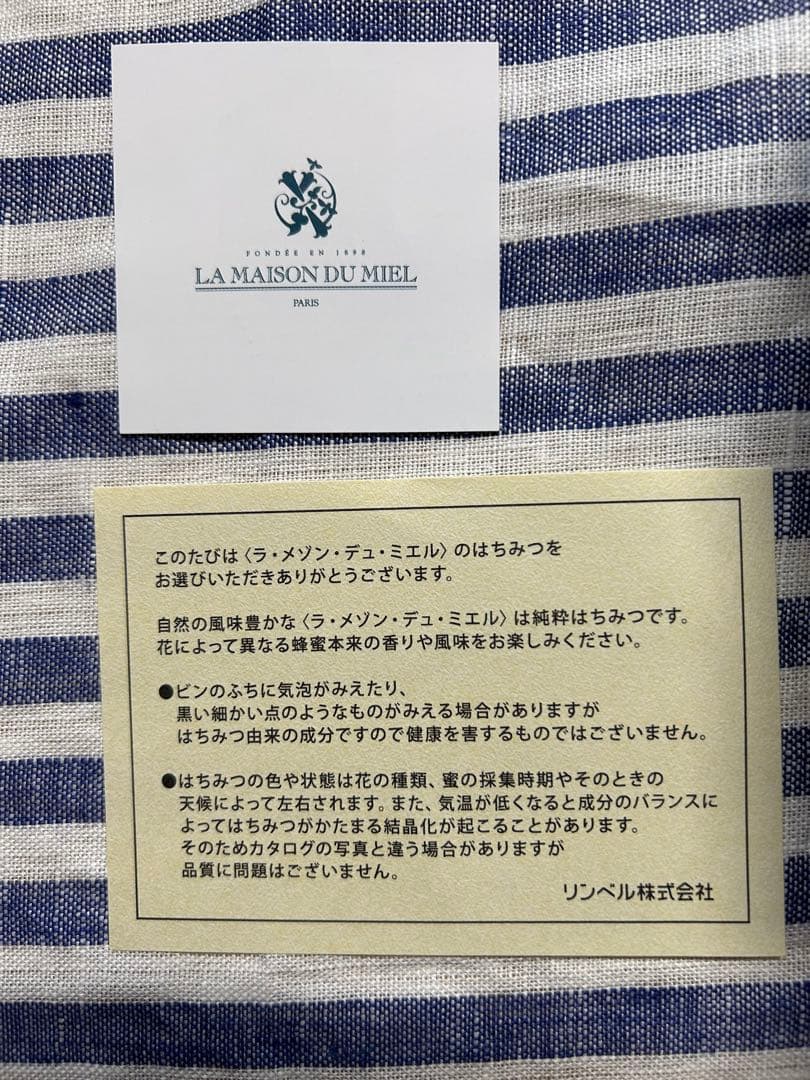 FONDÉE EN 1898
LA MAISON DU MIEL
PARIS
このたびは〈ラ・メゾン・デュ・ミエル〉のはちみつを
お選びいただきありがとうございます。
自然の風味豊かな〈ラ・メゾン・デュ・ミエル〉は純粋はちみつです。
花によって異なる蜂蜜本来の香りや風味をお楽しみください。
●ビンのふちに気泡がみえたり、
黒い細かい点のようなものがみえる場合がありますが
はちみつ由来の成分ですので健康を害するものではございません。
●はちみつの色や状態は花の種類、蜜の採集時期やそのときの
天候によって左右されます。また、気温が低くなると成分のバランスに
よってはちみつがかたまる結晶化が起こることがあります。
そのためカタログの写真と違う場合がありますが
品質に問題はございません。
リンベル株式会社